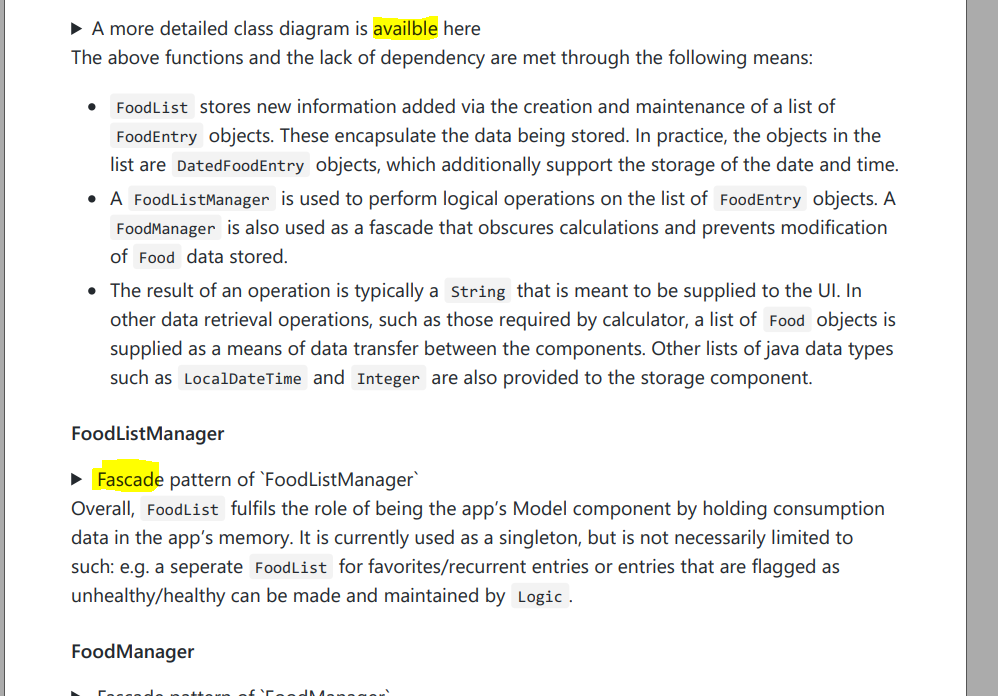 ▶ A more detailed class diagram is availble here
The above functions and the lack of dependency are met through the following means:
• FoodList stores new information added via the creation and maintenance of a list of
FoodEntry objects. These encapsulate the data being stored. In practice, the objects in the
list are DatedFoodEntry objects, which additionally support the storage of the date and time.
• A FoodListManager is used to perform logical operations on the list of FoodEntry objects. A
FoodManager is also used as a fascade that obscures calculations and prevents modification
of Food data stored.
• The result of an operation is typically a String that is meant to be supplied to the UI. In
other data retrieval operations, such as those required by calculator, a list of Food objects is
supplied as a means of data transfer between the components. Other lists of java data types
such as LocalDateTime and Integer are also provided to the storage component.
FoodListManager
▶ Fascade pattern of `FoodListManager`
Overall, FoodList fulfils the role of being the app’s Model component by holding consumption
data in the app’s memory. It is currently used as a singleton, but is not necessarily limited to
such: e.g. a seperate FoodList for favorites/recurrent entries or entries that are flagged as
unhealthy/healthy can be made and maintained by Logic.
FoodManager
▶ Fascade pattern of `FoodManager`